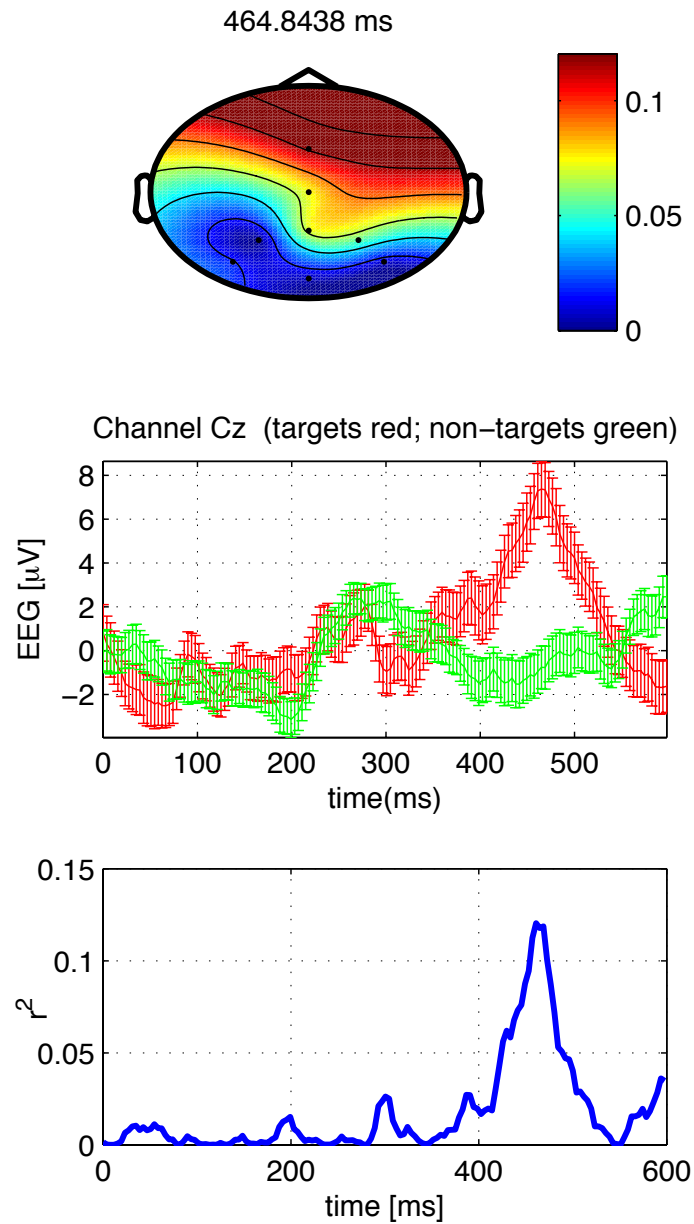 464.8438 ms
0.1
0.05
0
Channel Cz (targets red; non−targets green)
8
6
4
2
0
−2
EEG [µV]
0 100 200 300 400 500
time(ms)
0.15
0.1
0.05
0
r²
0 200 400 600
time [ms]